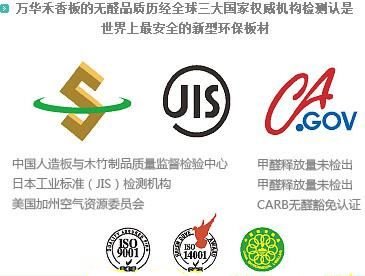 万华禾香板的无醛品质历经全球三大国家权威机构检测认是
世界上最安全的新型环保板材
JIS
CA.GOV
中国人造板与木竹制品质量监督检验中心
甲醛释放量未检出
日本工业标准（JIS）检测机构
甲醛释放量未检出
美国加州空气资源委员会
CARB无醛豁免认证
ISO
9001
ISO
14001